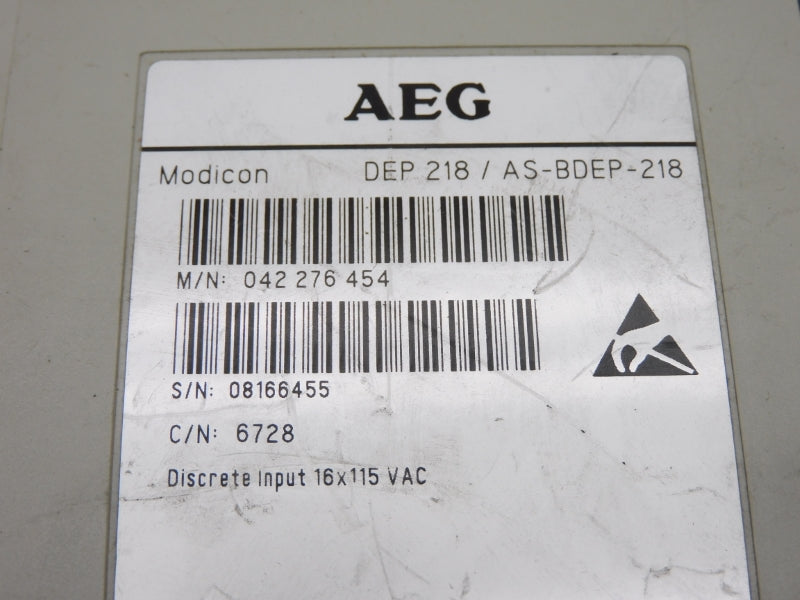 AEG
Modicon DEP 218 / AS-BDEP-218
M/N: 042 276 454
S/N: 08166455
C/N: 6728
Discrete Input 16x115 VAC